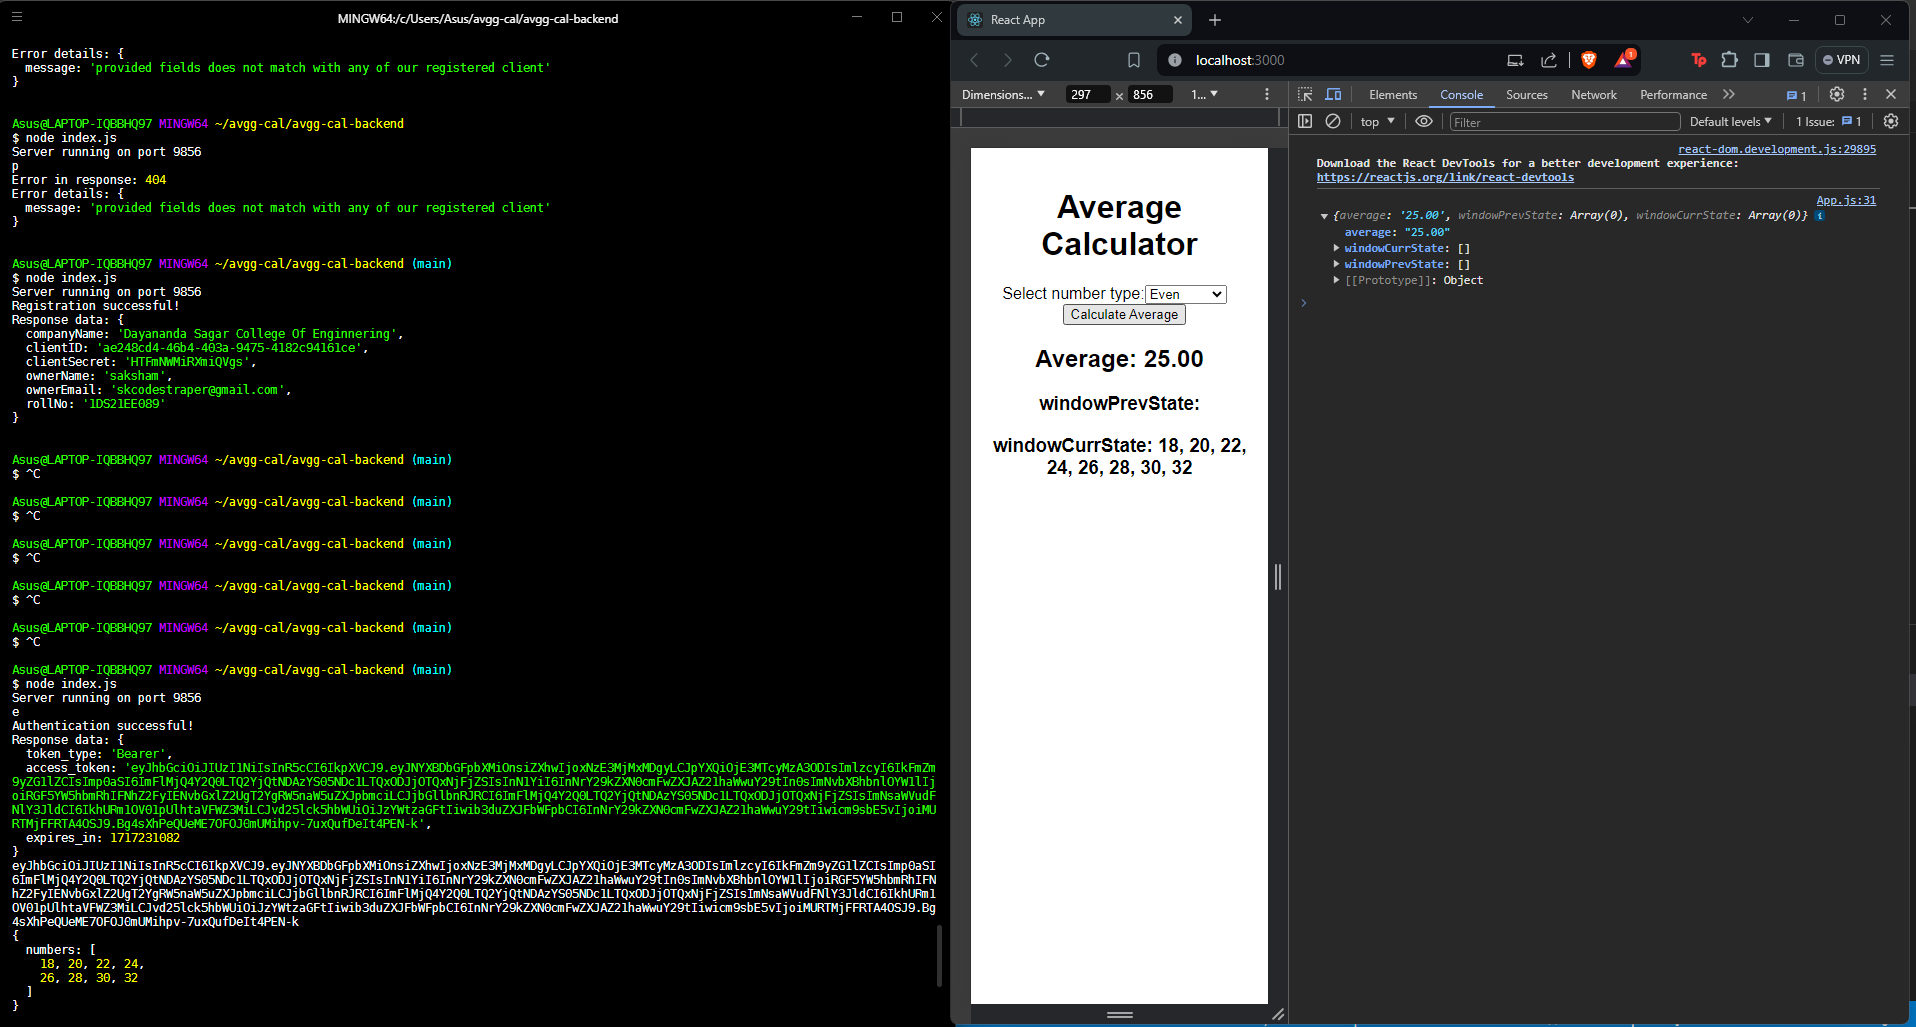 MINGW64:/c/Users/Asus/avgg-cal/avgg-cal-backend
Error details: {
  message: 'provided fields does not match with any of our registered client'
}
Asus@LAPTOP-IQBBHQ97 MINGW64 ~/avgg-cal/avgg-cal-backend
$ node index.js
Server running on port 9856
p
Error in response: 404
Error details: {
  message: 'provided fields does not match with any of our registered client'
}
Asus@LAPTOP-IQBBHQ97 MINGW64 ~/avgg-cal/avgg-cal-backend (main)
$ node index.js
Server running on port 9856
Registration successful!
Response data: {
  companyName: 'Dayananda Sagar College Of Enginnering',
  clientID: 'ae248cd4-46b4-403a-9475-4182c94161ce',
  clientSecret: 'HTFmNWMiRXmiQVgs',
  ownerName: 'saksham',
  ownerEmail: 'skcodestraper@gmail.com',
  rollNo: '1DS21EE089'
}
Asus@LAPTOP-IQBBHQ97 MINGW64 ~/avgg-cal/avgg-cal-backend (main)
$ ^C
Asus@LAPTOP-IQBBHQ97 MINGW64 ~/avgg-cal/avgg-cal-backend (main)
$ ^C
Asus@LAPTOP-IQBBHQ97 MINGW64 ~/avgg-cal/avgg-cal-backend (main)
$ ^C
Asus@LAPTOP-IQBBHQ97 MINGW64 ~/avgg-cal/avgg-cal-backend (main)
$ ^C
Asus@LAPTOP-IQBBHQ97 MINGW64 ~/avgg-cal/avgg-cal-backend (main)
$ ^C
Asus@LAPTOP-IQBBHQ97 MINGW64 ~/avgg-cal/avgg-cal-backend (main)
$ node index.js
Server running on port 9856
e
Authentication successful!
Response data: {
  token_type: 'Bearer',
  access_token:
  expires_in: 1717231082
}
{
  numbers: [
    18, 20, 22, 24,
    26, 28, 30, 32
  ]
}
React App
localhost:3000
1
VPN
Dimensions... 297 × 856 1...
Elements Console Sources Network Performance 1
top Filter Default levels 1 Issue: 1
Average
Calculator
Select number type: Even
Calculate Average
Average: 25.00
windowPrevState:
windowCurrState: 18, 20, 22,
24, 26, 28, 30, 32
react-dom.development.js:29895
Download the React DevTools for a better development experience:
https://reactjs.org/link/react-devtools
App.js:31
{average: '25.00', windowPrevState: Array(0), windowCurrState: Array(0)}
average: "25.00"
windowCurrState: []
windowPrevState: []
[[Prototype]]: Object